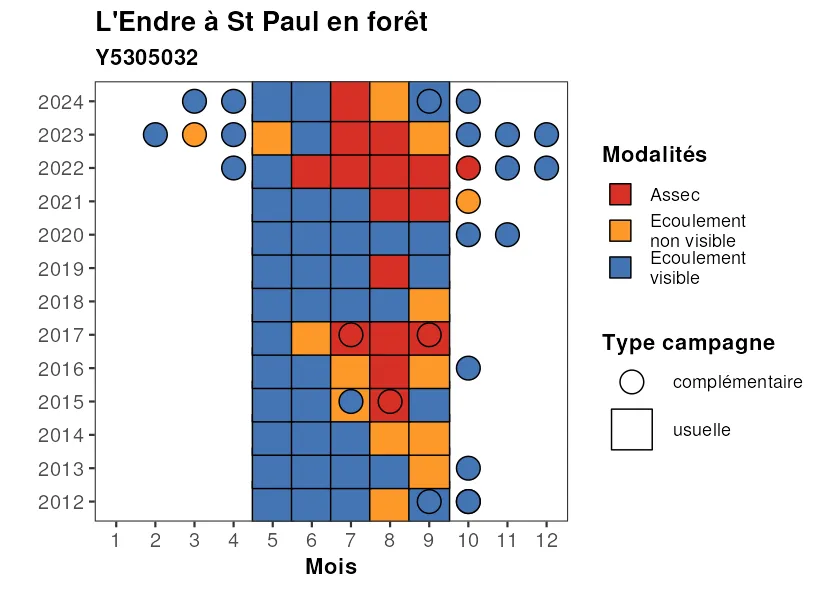 L'Endre à St Paul en forêt
Y5305032
2024
2023
2022
2021
2020
2019
2018
2017
2016
2015
2014
2013
2012
1 2 3 4 5 6 7 8 9 10 11 12
Mois
Modalités
Assec
Ecoulement
non visible
Ecoulement
visible
Type campagne
complémentaire
usuelle